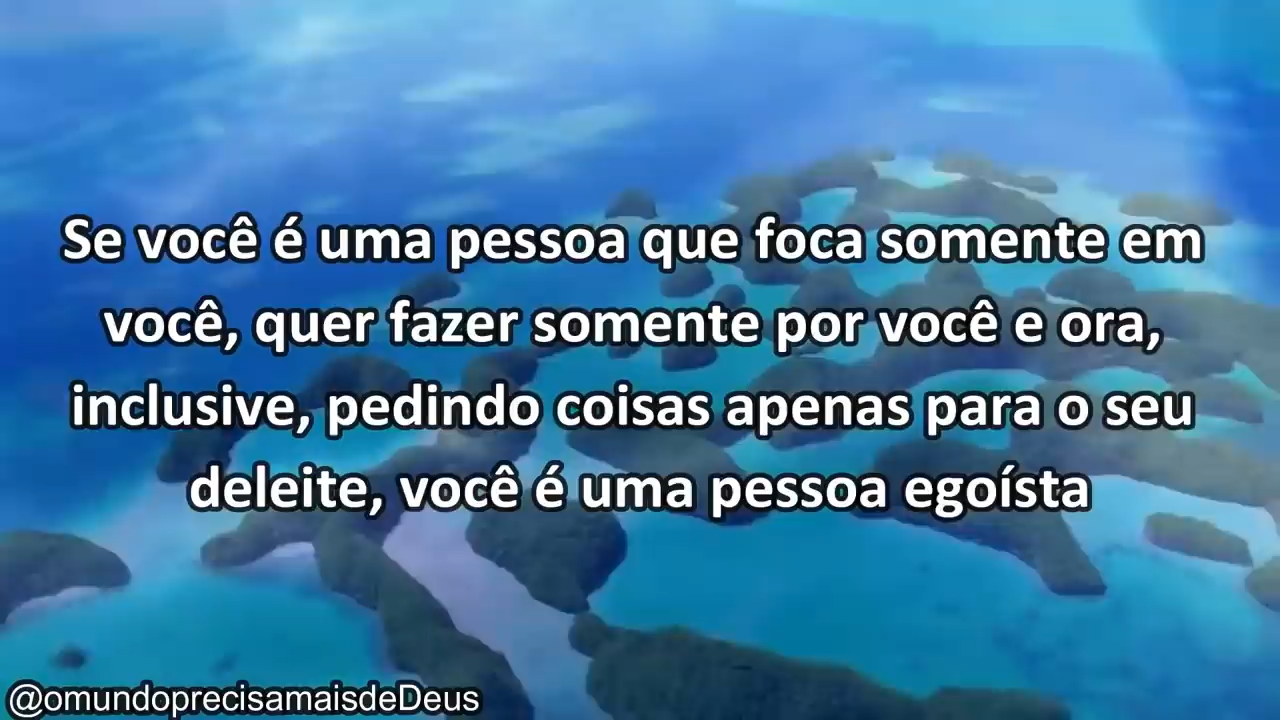 Se você é uma pessoa que foca somente em
você, quer fazer somente por você e ora,
inclusive, pedindo coisas apenas para o seu
deleite, você é uma pessoa egoísta
@omundoprecisamaisdeDeus